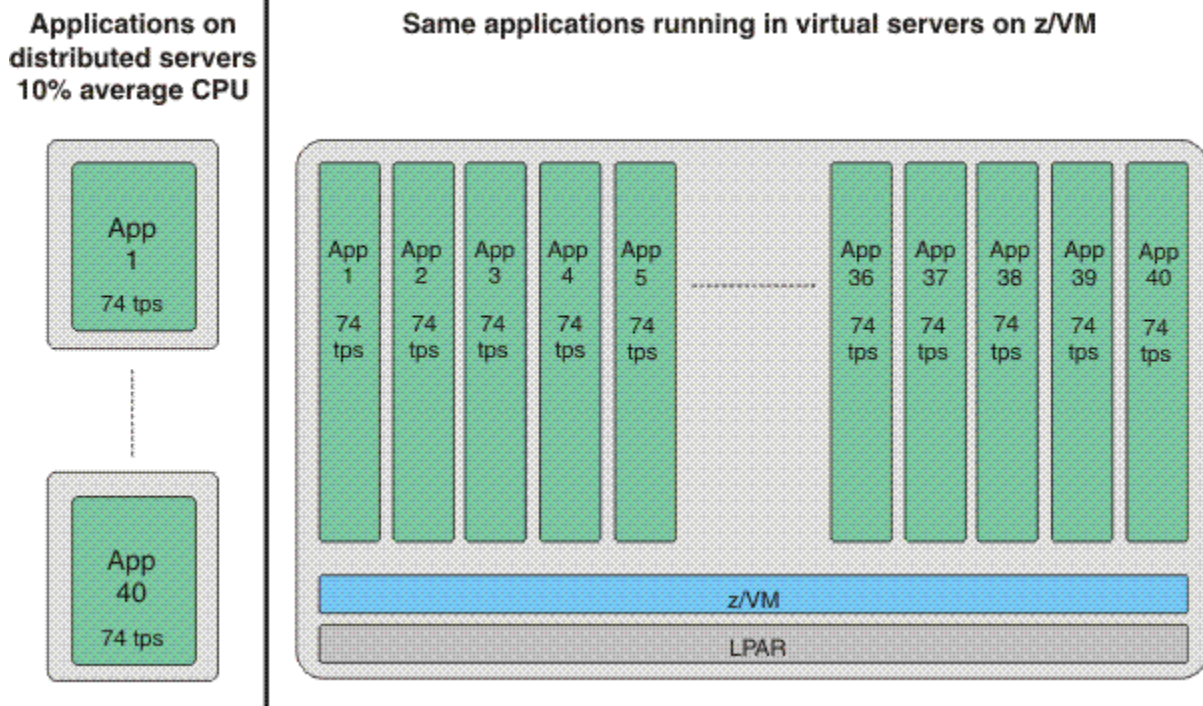 Applications on
distributed servers
10% average CPU
App
1
74 tps
App
40
74 tps
Same applications running in virtual servers on z/VM
App
1
74
tps
App
2
74
tps
App
3
74
tps
App
4
74
tps
App
5
74
tps
App
36
74
tps
App
37
74
tps
App
38
74
tps
App
39
74
tps
App
40
74
tps
z/VM
LPAR